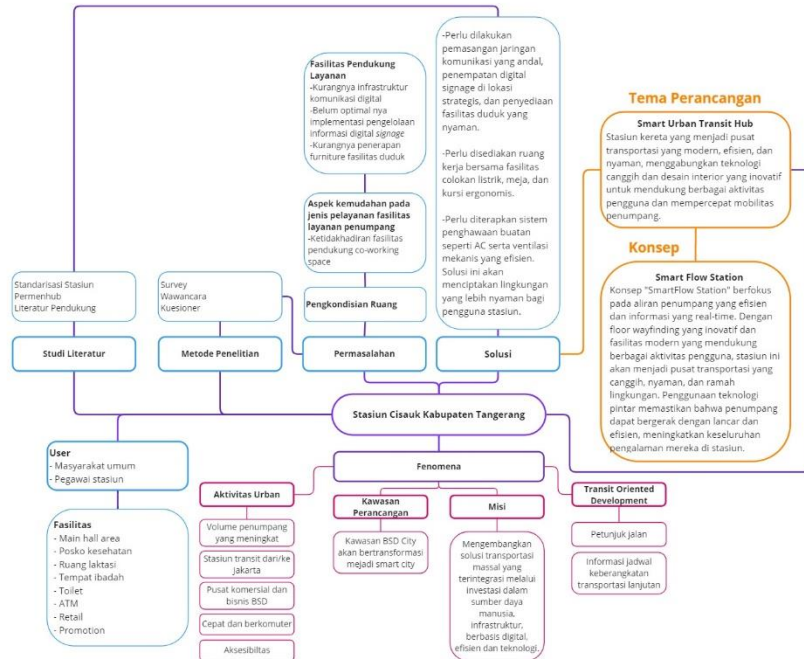 -Perlu dilakukan
pemasangan jaringan
komunikasi yang andal,
penempatan digital
signage di lokasi
strategis, dan penyediaan
fasilitas duduk yang
nyaman.
-Perlu disediakan ruang
kerja bersama fasilitas
colokan listrik, meja, dan
kursi ergonomis.
-Perlu diterapkan sistem
penghawaan buatan
seperti AC serta ventilasi
mekanis yang efisien.
Solusi ini akan
menciptakan lingkungan
yang lebih nyaman bagi
pengguna stasiun.
Fasilitas Pendukung
Layanan
-Kurangnya infrastruktur
komunikasi digital
-Belum optimal nya
implementasi pengelolaan
informasi digital signage
-Kurangnya penerapan
furniture fasilitas duduk
Aspek kemudahan pada
jenis pelayanan fasilitas
layanan penumpang
-Ketidakhadiran fasilitas
pendukung co-working
space
Pengkondisian Ruang
Tema Perancangan
Smart Urban Transit Hub
Stasiun kereta yang menjadi pusat
transportasi yang modern, efisien, dan
nyaman, menggabungkan teknologi
canggih dan desain interior yang inovatif
untuk mendukung berbagai aktivitas
pengguna dan mempercepat mobilitas
penumpang.
Konsep
Smart Flow Station
Konsep "SmartFlow Station" berfokus
pada aliran penumpang yang efisien
dan informasi yang real-time. Dengan
floor wayfinding yang inovatif dan
fasilitas modern yang mendukung
berbagai aktivitas pengguna, stasiun ini
akan menjadi pusat transportasi yang
canggih, nyaman, dan ramah
lingkungan. Penggunaan teknologi
pintar memastikan bahwa penumpang
dapat bergerak dengan lancar dan
efisien, meningkatkan keseluruhan
pengalaman mereka di stasiun.
Standarisasi Stasiun
Permenhub
Literatur Pendukung
Survey
Wawancara
Kuesioner
Studi Literatur
Metode Penelitian
Permasalahan
Solusi
Stasiun Cisauk Kabupaten Tangerang
User
- Masyarakat umum
- Pegawai stasiun
Fasilitas
- Main hall area
- Posko kesehatan
- Ruang laktasi
- Tempat ibadah
- Toilet
- ATM
- Retail
- Promotion
Fenomena
Aktivitas Urban
Volume penumpang
yang meningkat
Stasiun transit dari/ke
jakarta
Pusat komersial dan
bisnis BSD
Cepat dan berkomuter
Aksesibiltas
Kawasan
Perancangan
Kawasan BSD City
akan bertransformasi
mejadi smart city
Misi
Mengembangkan
solusi transportasi
massal yang
terintegrasi melalui
investasi dalam
sumber daya
manusia,
infrastruktur,
berbasis digital,
efisien dan teknologi.
Transit Oriented
Development
Petunjuk jalan
Informasi jadwal
keberangkatan
transportasi lanjutan